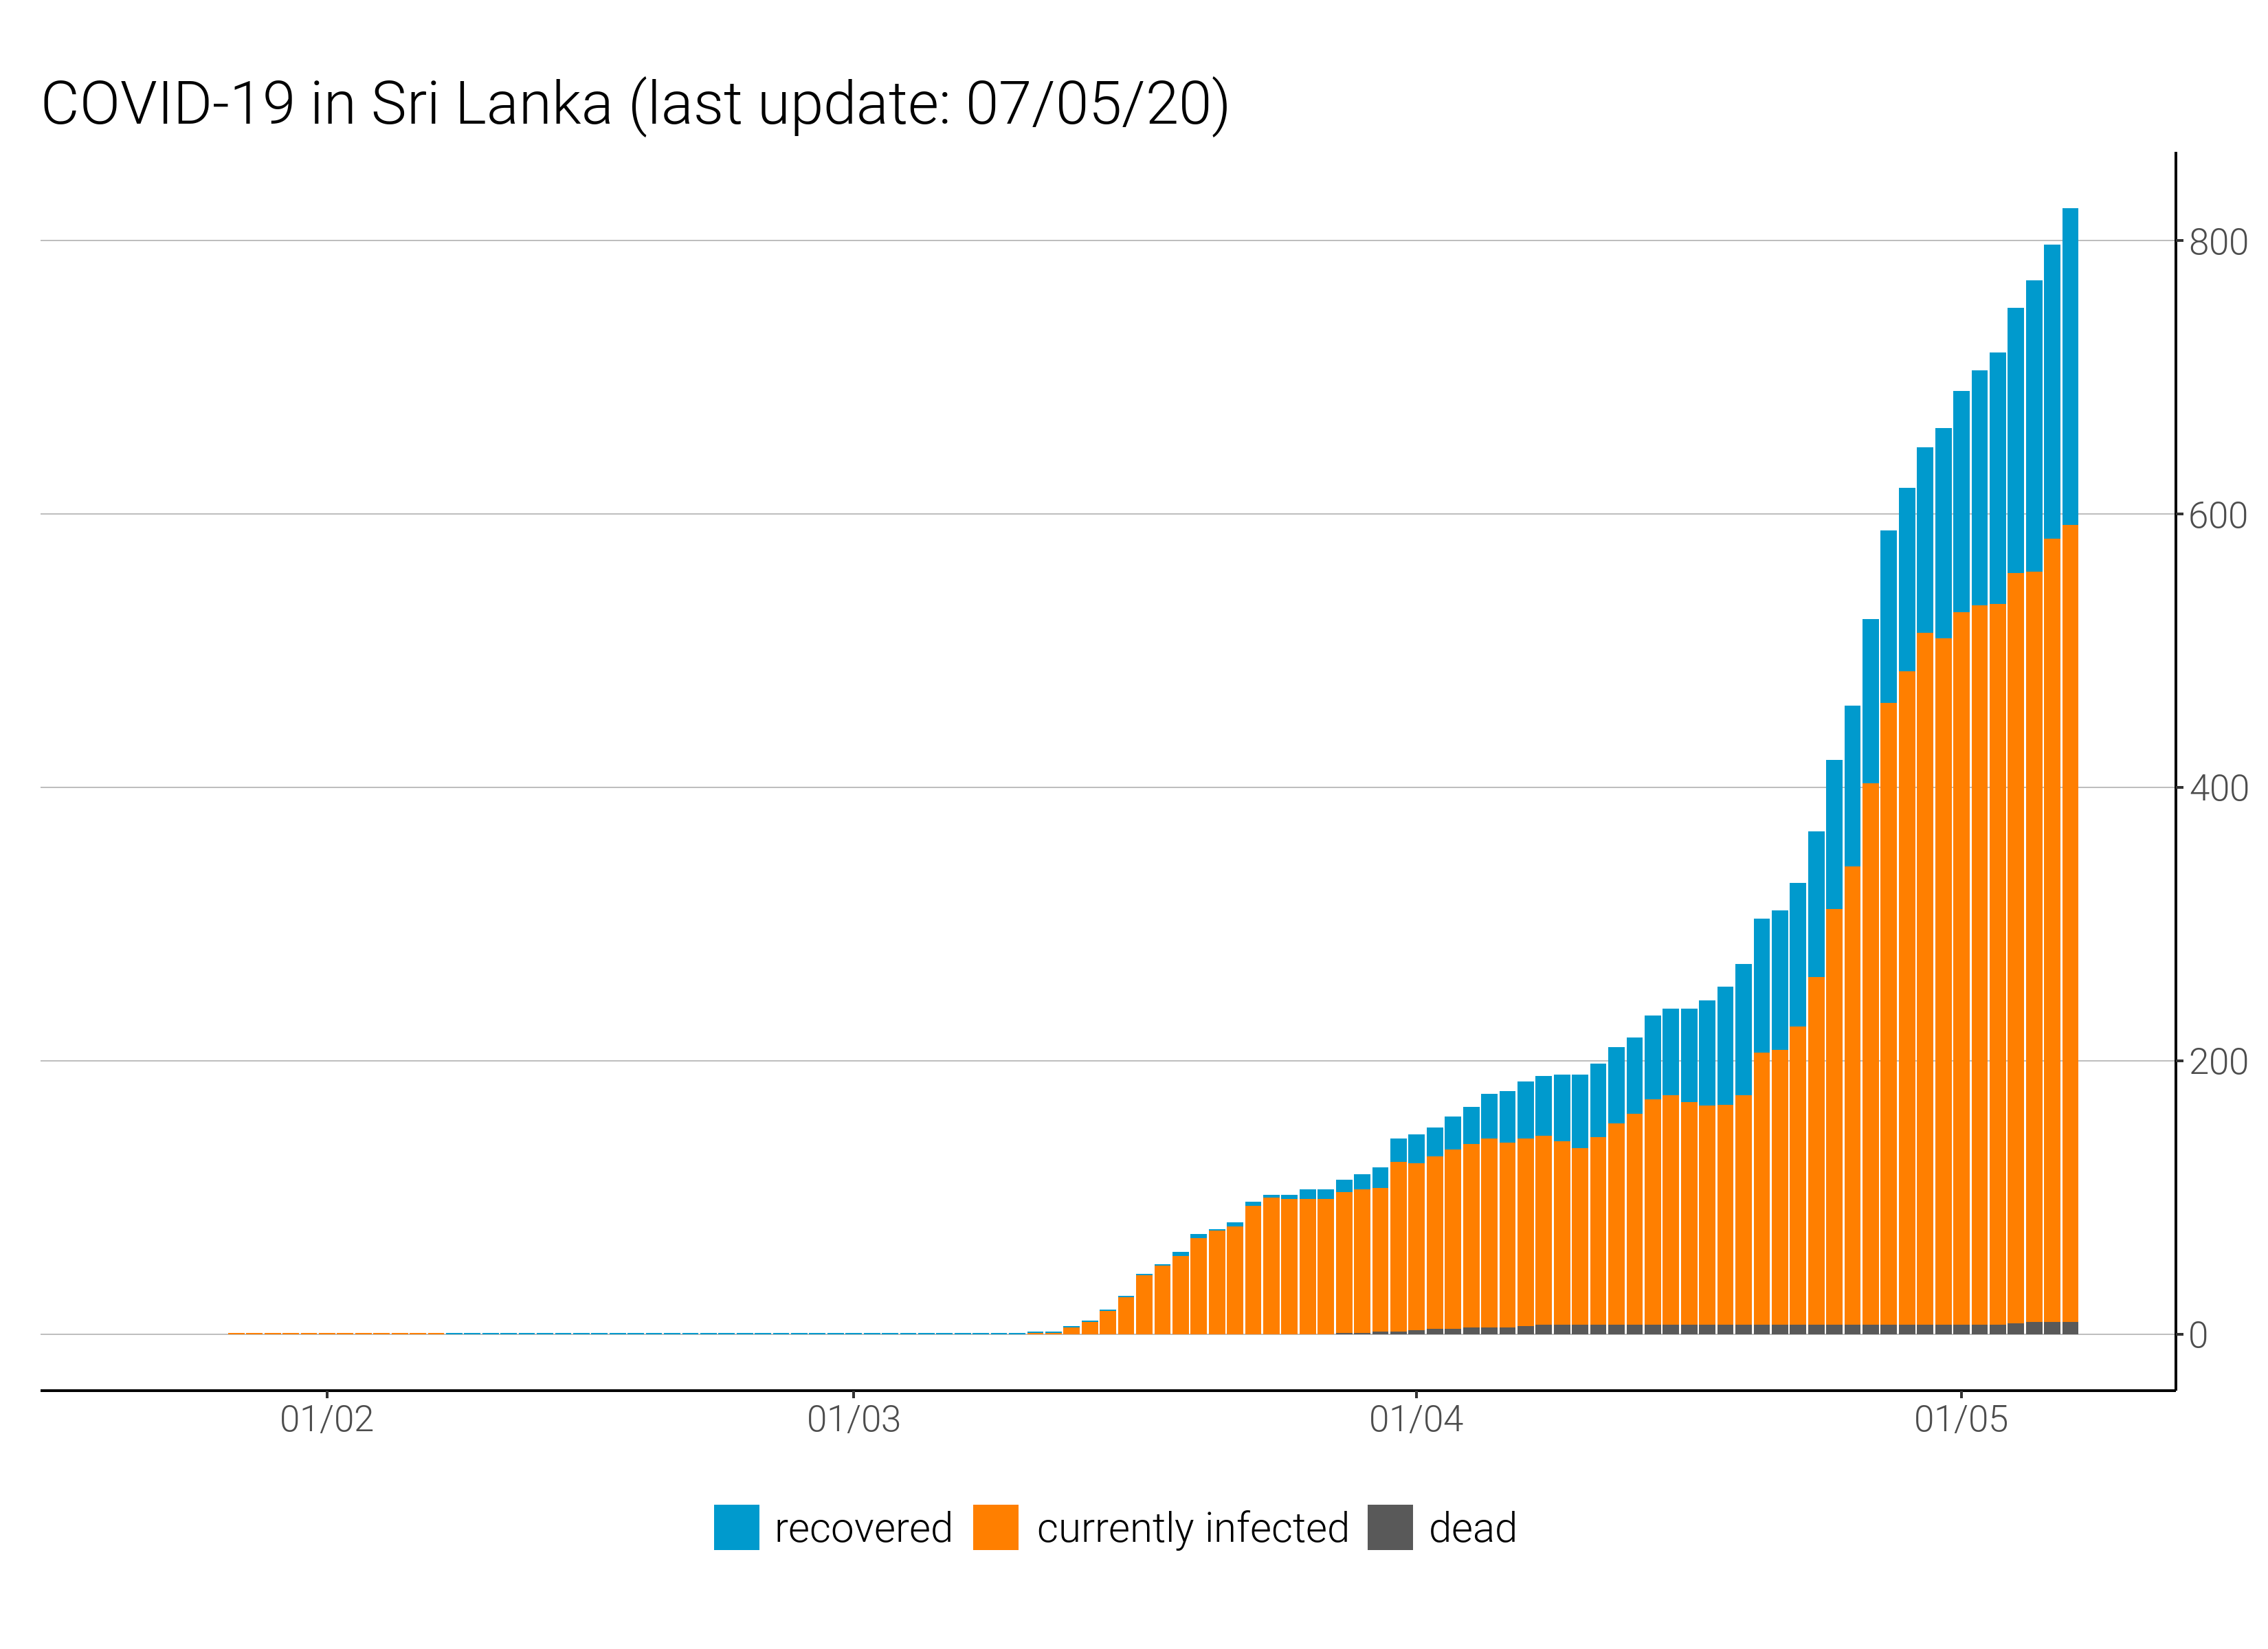 COVID-19 in Sri Lanka (last update: 07/05/20)
800
600
400
200
0
01/02 01/03 01/04 01/05
recovered currently infected dead